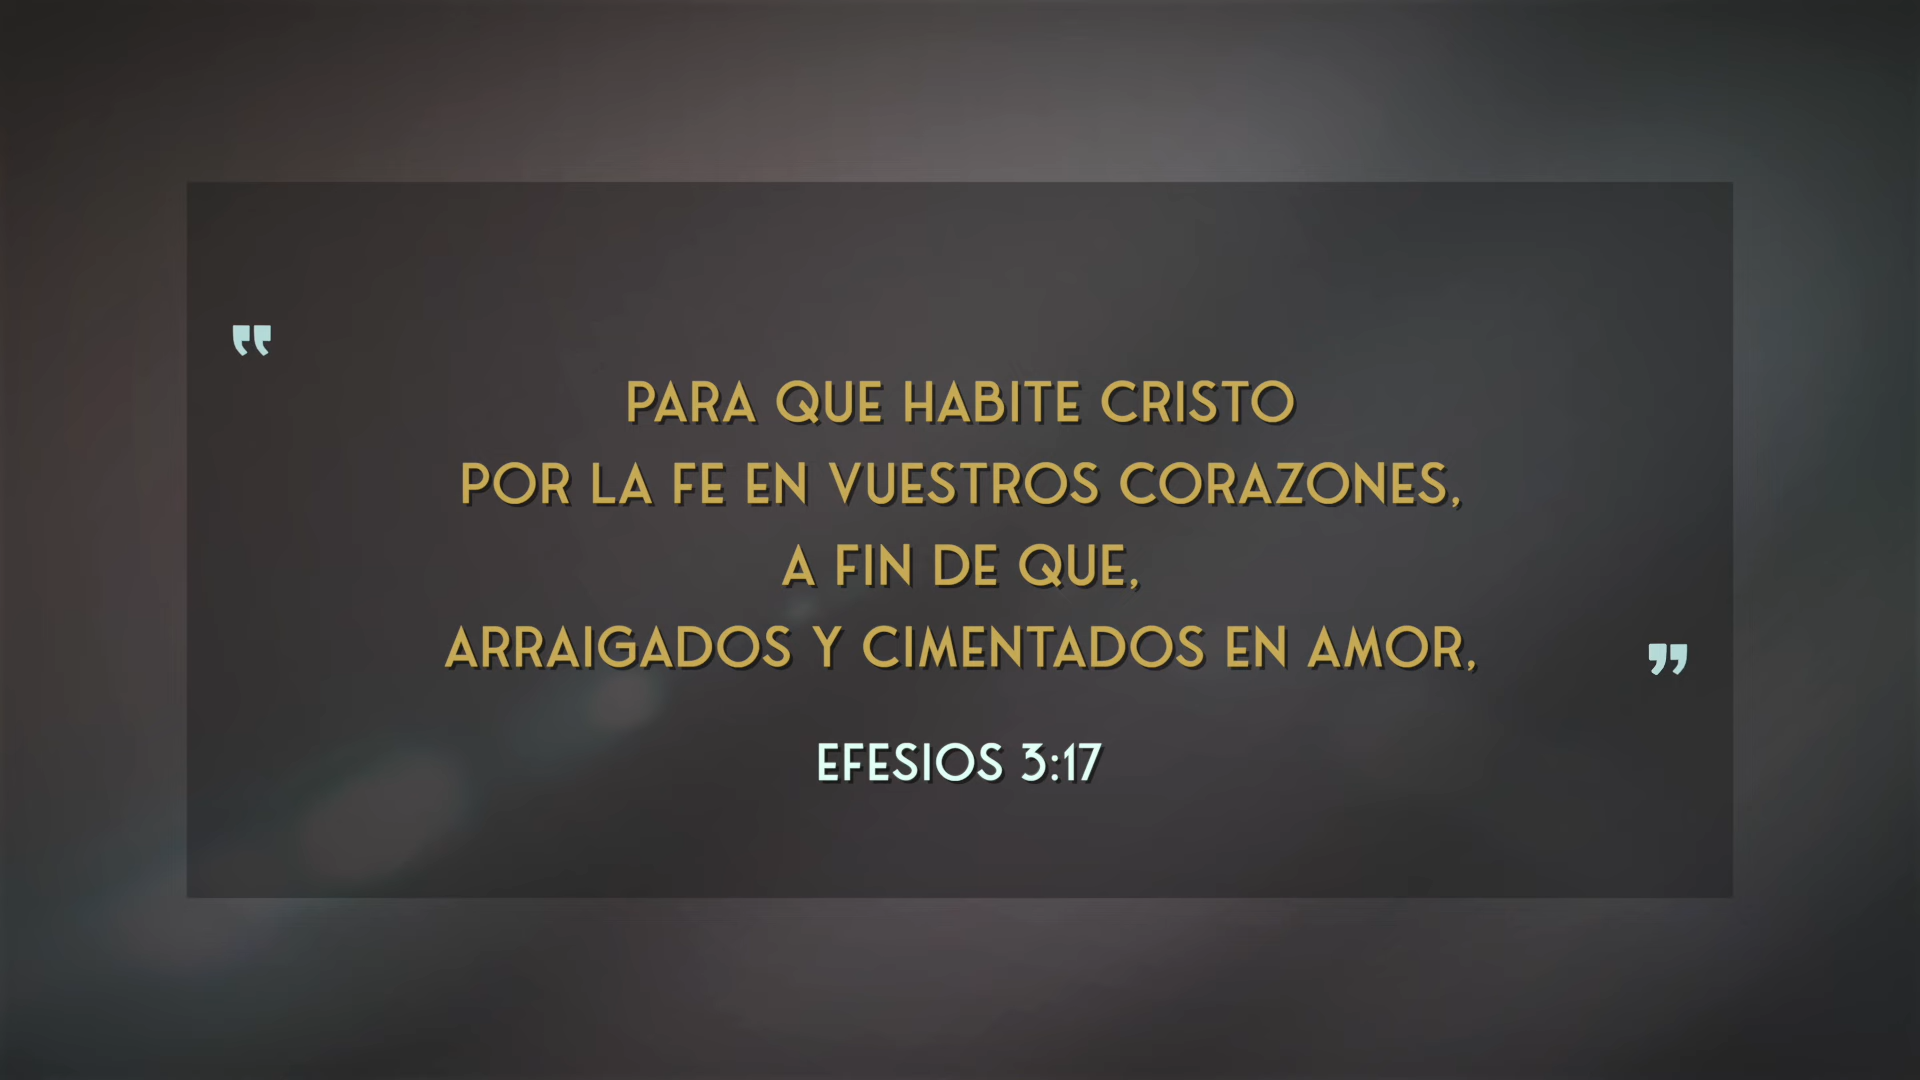 ❞
PARA QUE HABITE CRISTO
POR LA FE EN VUESTROS CORAZONES,
A FIN DE QUE,
ARRAIGADOS Y CIMENTADOS EN AMOR,
❞
EFESIOS 3:17